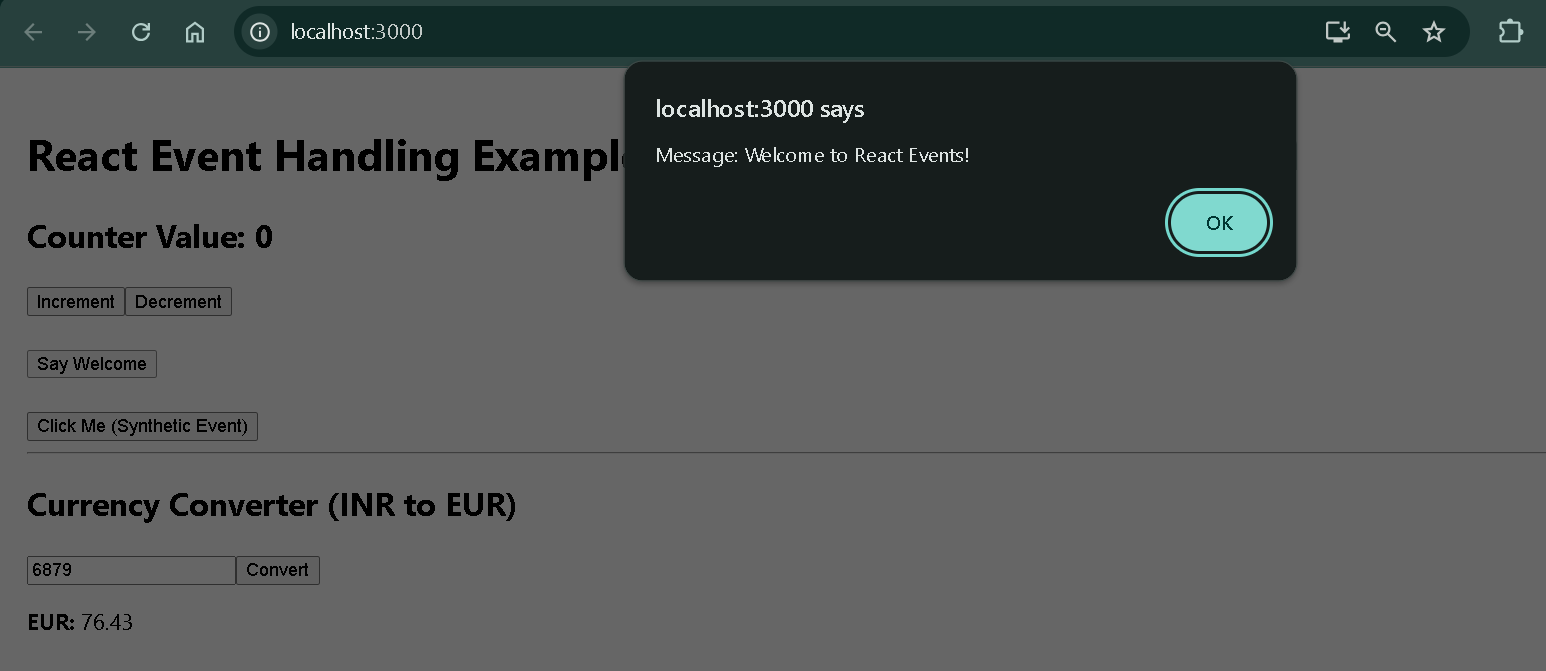 localhost:3000
localhost:3000 says
Message: Welcome to React Events!
OK
React Event Handling Exampl
Counter Value: 0
Increment Decrement
Say Welcome
Click Me (Synthetic Event)
Currency Converter (INR to EUR)
6879 Convert
EUR: 76.43